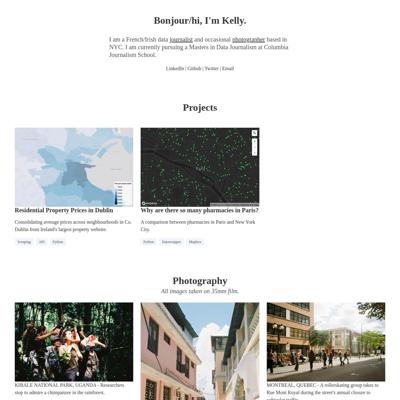 Bonjour/hi, I'm Kelly.
I am a French/Irish data journalist and occasional photographer based in
NYC. I am currently pursuing a Masters in Data Journalism at Columbia
Journalism School.
LinkedIn | Github | Twitter | Email
Projects
Residential Property Prices in Dublin
Consolidating average prices across neighbourhoods in Co.
Dublin from Ireland's largest property website.
Scraping API Python
Why are there so many pharmacies in Paris?
A comparison between pharmacies in Paris and New York
City.
Python Datawrapper Mapbox
Photography
All images taken on 35mm film.
KIBALE NATIONAL PARK, UGANDA - Researchers
stop to admire a chimpanzee in the rainforest.
MONTREAL, QUEBEC - A rollerskating group takes to
Rue Mont Royal during the street's annual closure to